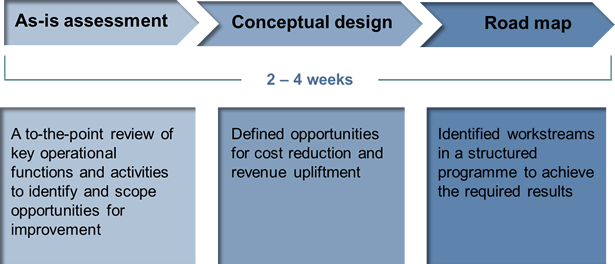 As-is assessment
Conceptual design
Road map
2 – 4 weeks
A to-the-point review of
key operational
functions and activities
to identify and scope
opportunities for
improvement
Defined opportunities
for cost reduction and
revenue upliftment
Identified workstreams
in a structured
programme to achieve
the required results